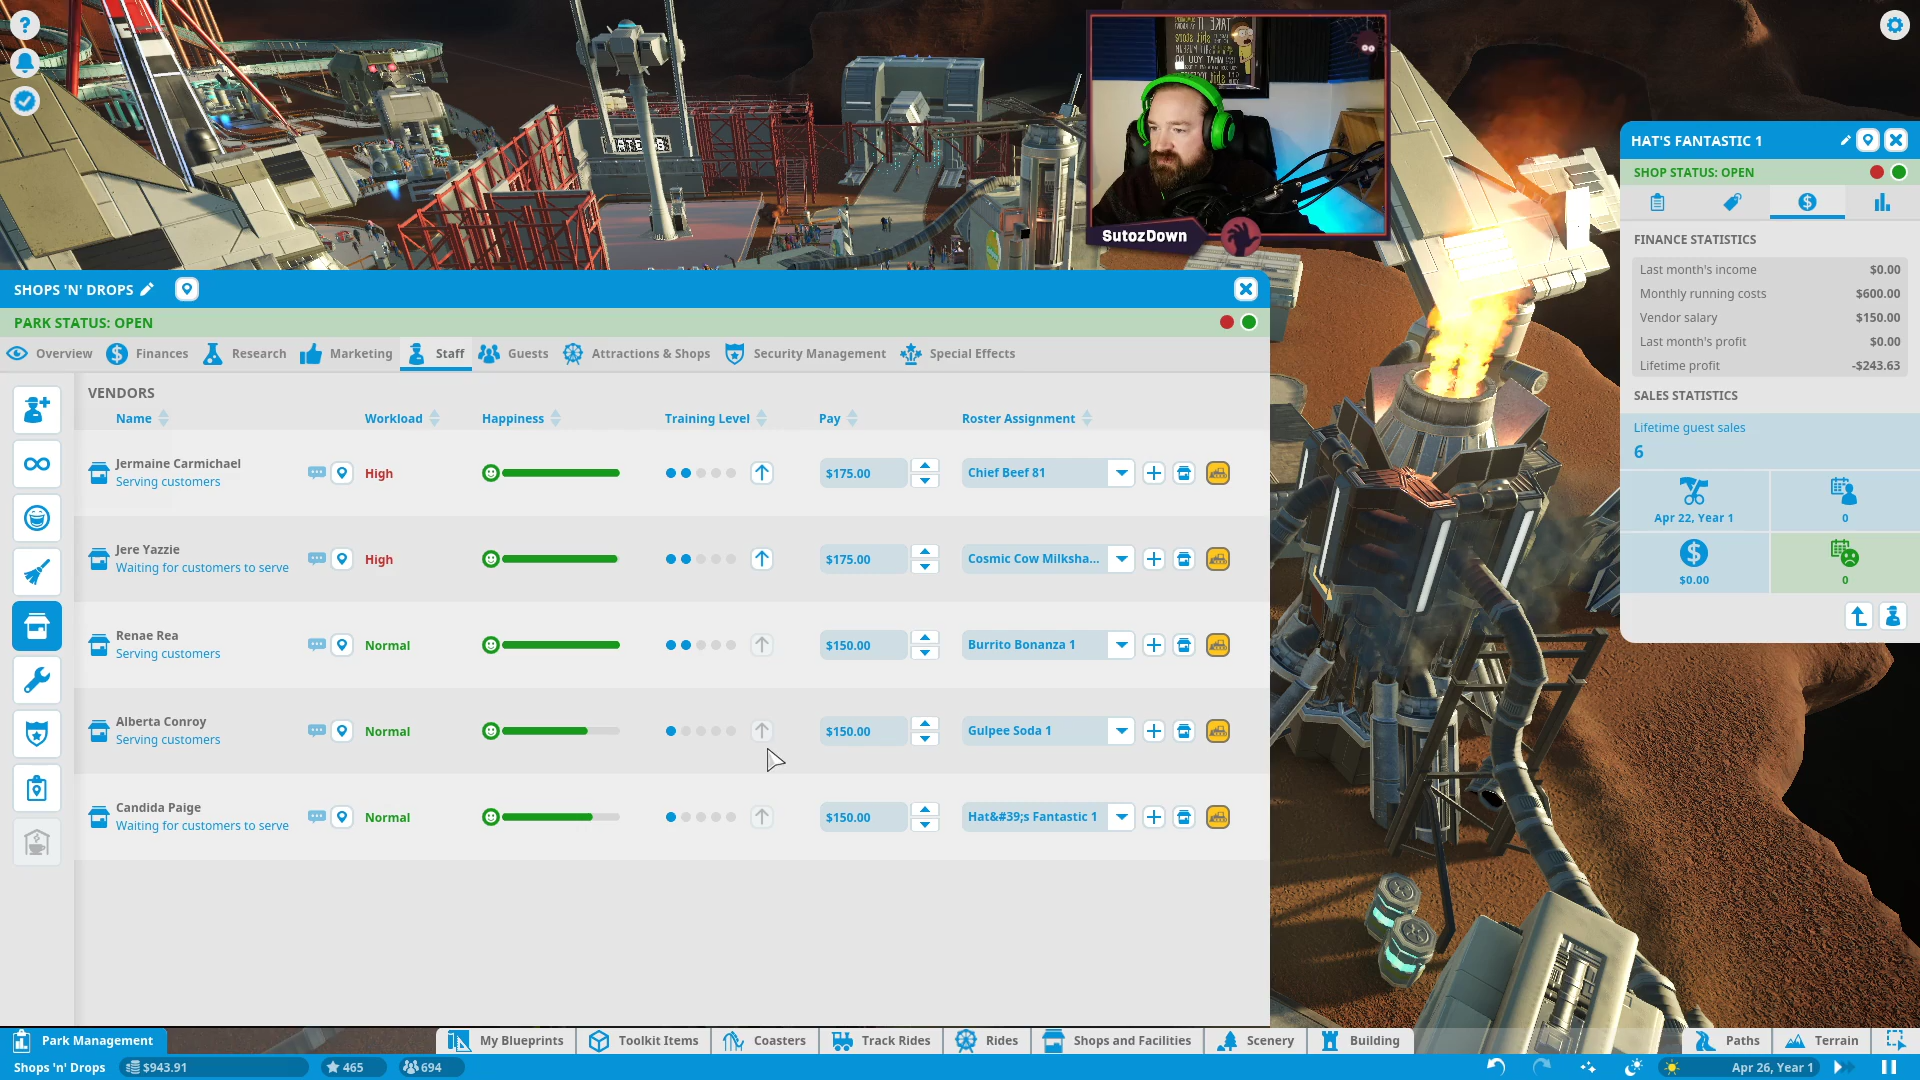 SutozDown
HAT'S FANTASTIC 1
SHOP STATUS: OPEN
FINANCE STATISTICS
Last month's income $0.00
Monthly running costs $600.00
Vendor salary $150.00
Last month's profit $0.00
Lifetime profit -$243.63
SALES STATISTICS
Lifetime guest sales
6
Apr 22, Year 1
0
$0.00
0
SHOPS 'N' DROPS
PARK STATUS: OPEN
Overview Finances Research Marketing Staff Guests Attractions & Shops Security Management Special Effects
VENDORS
Name Workload Happiness Training Level Pay Roster Assignment
Jermaine Carmichael
Serving customers
High
$175.00
Chief Beef 81
Jere Yazzie
Waiting for customers to serve
High
$175.00
Cosmic Cow Milksha...
Renae Rea
Serving customers
Normal
$150.00
Burrito Bonanza 1
Alberta Conroy
Serving customers
Normal
$150.00
Gulpee Soda 1
Candida Paige
Waiting for customers to serve
Normal
$150.00
Hat&#39;s Fantastic 1
Park Management My Blueprints Toolkit Items Coasters Track Rides Rides Shops and Facilities Scenery Building Paths Terrain
Shops 'n' Drops $943.91 465 694 Apr 26, Year 1